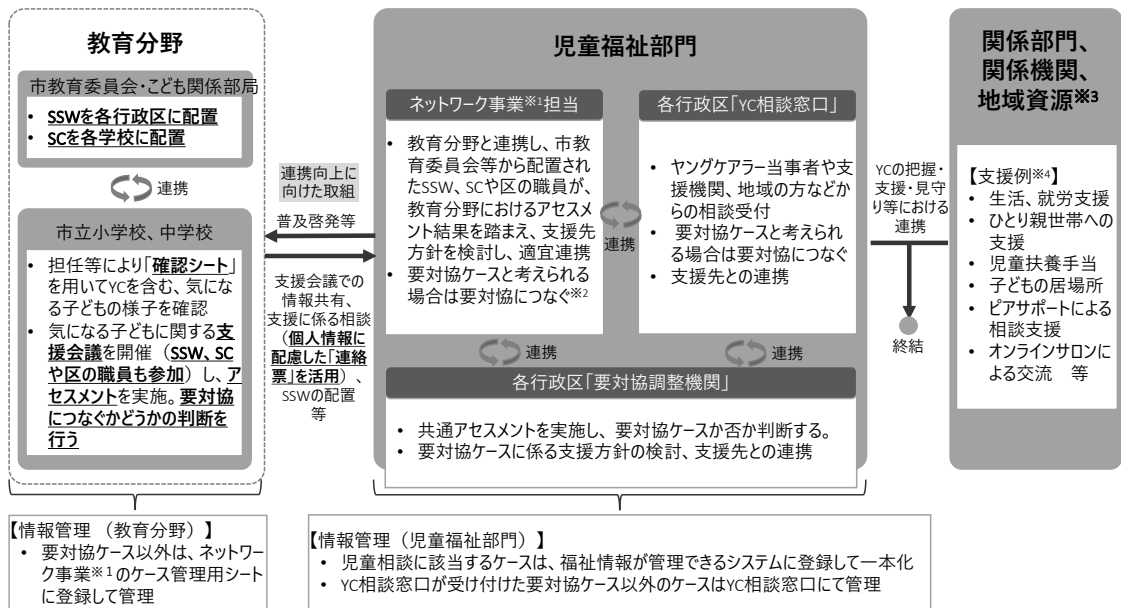 教育分野
市教育委員会・こども関係部局
• SSWを各行政区に配置
• SCを各学校に配置
連携
市立小学校、中学校
• 担任等により「確認シート」
を用いてYCを含む、気にな
る子どもの様子を確認
• 気になる子どもに関する支
援会議を開催（SSW、SC
や区の職員も参加）し、ア
セスメントを実施。要対協
につなぐかどうかの判断を
行う
連携向上に
向けた取組
普及啓発等
支援会議での
情報共有、
支援に係る相談
（個人情報に
配慮した「連絡
票」を活用）、
SSWの配置
等
児童福祉部門
ネットワーク事業※1担当
• 教育分野と連携し、市教
育委員会等から配置され
たSSW、SCや区の職員が、
教育分野におけるアセスメ
ント結果を踏まえ、支援先
方針を検討し、適宜連携
• 要対協ケースと考えられる
場合は要対協につなぐ※2
連携
各行政区「YC相談窓口」
• ヤングケアラー当事者や支
援機関、地域の方などか
らの相談受付
• 要対協ケースと考えられ
る場合は要対協につなぐ
• 支援先との連携
連携
連携
各行政区「要対協調整機関」
• 共通アセスメントを実施し、要対協ケースか否か判断する。
• 要対協ケースに係る支援方針の検討、支援先との連携
YCの把握・
支援・見守
り等における
連携
終結
関係部門、
関係機関、
地域資源※3
【支援例※4】
• 生活、就労支援
• ひとり親世帯への
支援
• 児童扶養手当
• 子どもの居場所
• ピアサポートによる
相談支援
• オンラインサロンに
よる交流 等
【情報管理（教育分野）】
• 要対協ケース以外は、ネットワー
ク事業※1のケース管理用シート
に登録して管理
【情報管理（児童福祉部門）】
• 児童相談に該当するケースは、福祉情報が管理できるシステムに登録して一本化
• YC相談窓口が受け付けた要対協ケース以外のケースはYC相談窓口にて管理